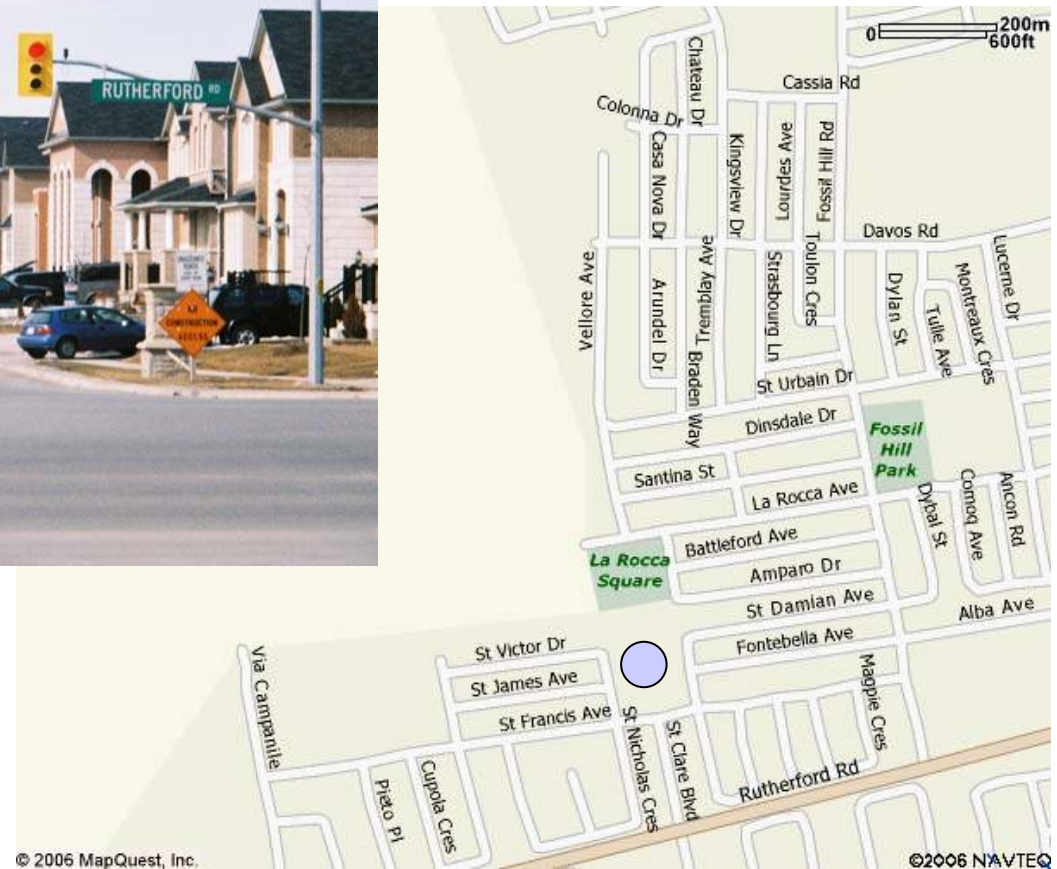 RUTHERFORD RD
CONSTRUCTION
ACCESS
0
200m
600ft
Cassia Rd
Chateau Dr
Colonna Dr
Casa Nova Dr
Kingsview Dr
Lourdes Ave
Fossil Hill Rd
Davos Rd
Vellore Ave
Arundel Dr
Tremblay Ave
Strasbourg Ln
Toulon Cres
Dylan St
Tulle Ave
Montreaux Cres
Lucerne Dr
Braden Way
St Urbain Dr
Dinsdale Dr
Fossil
Hill
Park
Santina St
La Rocca Ave
Dybal St
Comoq Ave
Ancon Rd
Battleford Ave
La Rocca
Square
Amparo Dr
St Damian Ave
Alba Ave
Fontebella Ave
Via Campanile
St Victor Dr
St James Ave
St Francis Ave
St Nicholas Cres
St Clare Blvd
Magpie Cres
Rutherford Rd
Pieto Pl
Cupola Cres
© 2006 MapQuest, Inc.
©2006 NAVTEQ